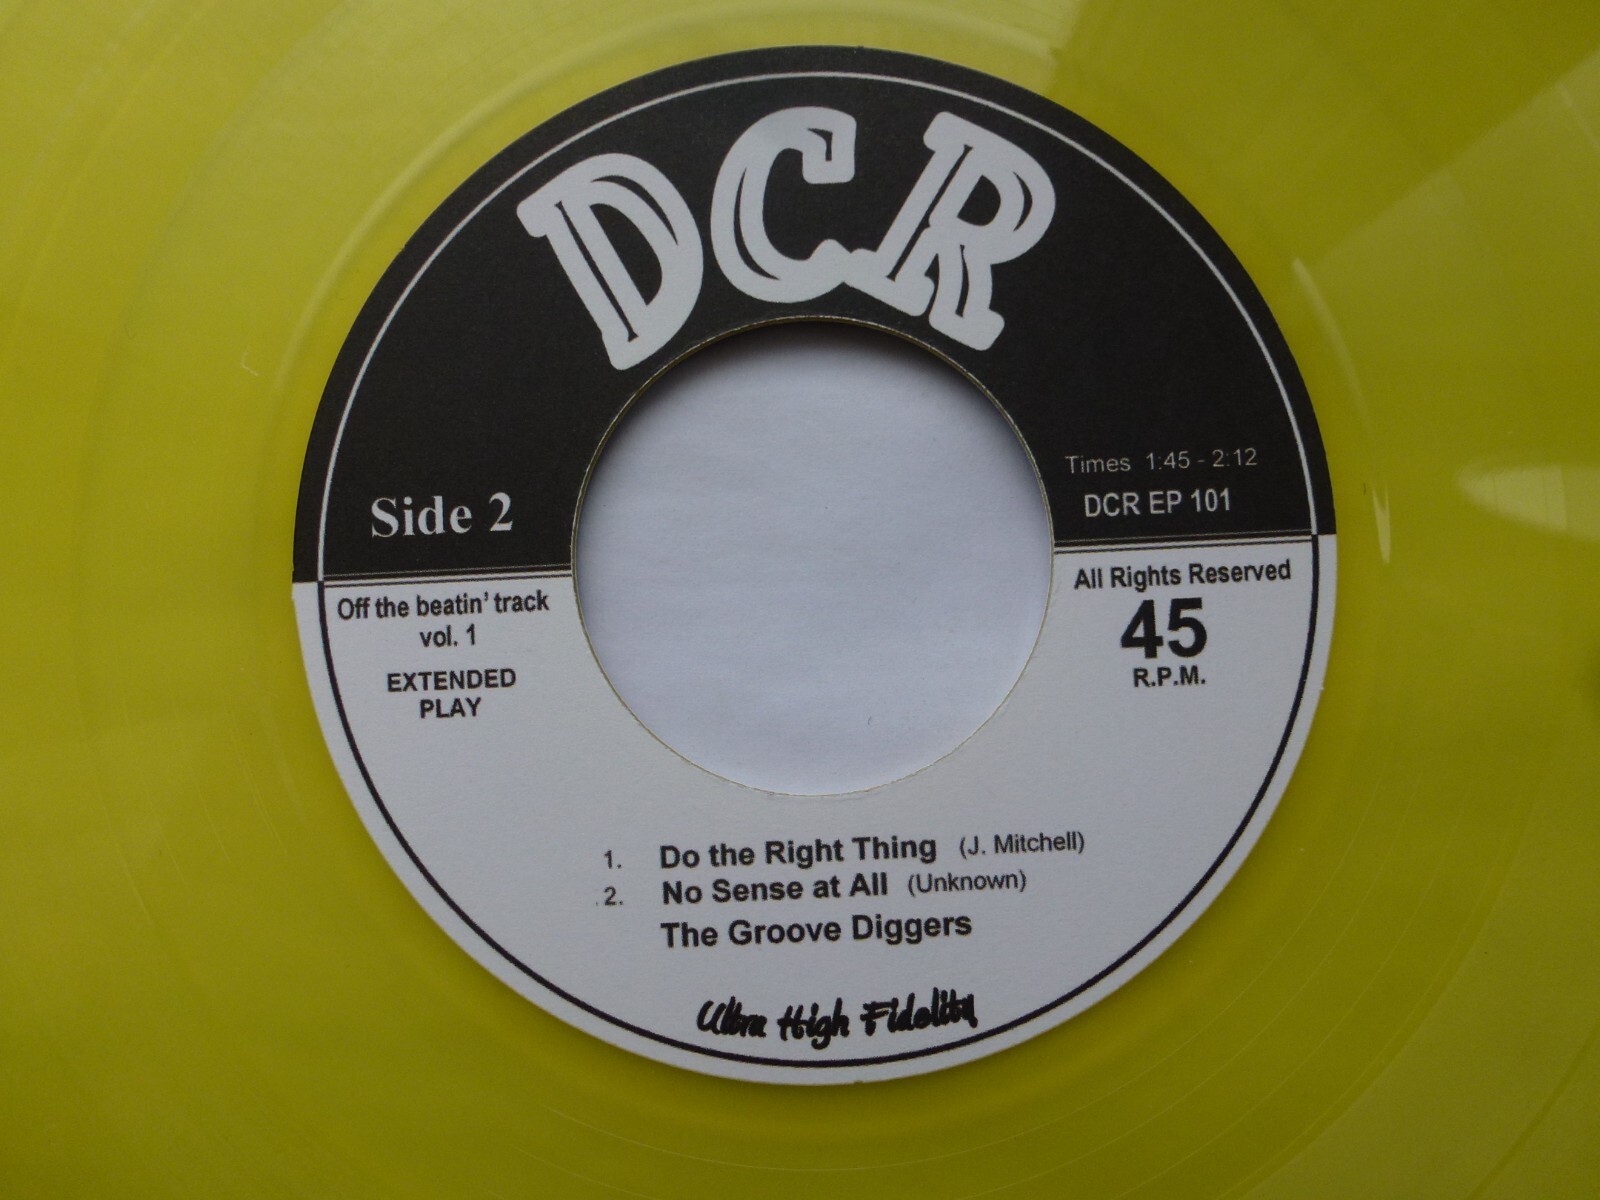 DCR
Times 1:45 - 2:12
DCR EP 101
Side 2
All Rights Reserved
45
R.P.M.
Off the beatin' track
vol. 1
EXTENDED
PLAY
1. Do the Right Thing (J. Mitchell)
2. No Sense at All (Unknown)
The Groove Diggers
Ultra High Fidelity